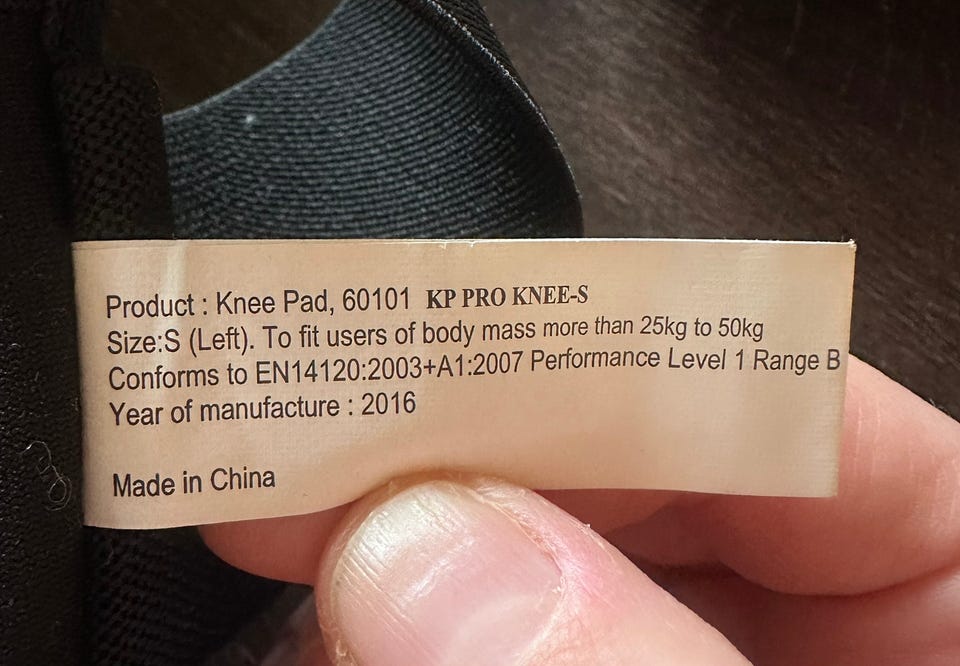 Product : Knee Pad, 60101 KP PRO KNEE-S
Size:S (Left). To fit users of body mass more than 25kg to 50kg
Conforms to EN14120:2003+A1:2007 Performance Level 1 Range B
Year of manufacture : 2016
Made in China